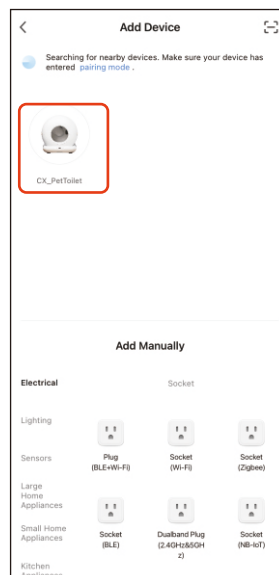 Add Device
Searching for nearby devices. Make sure your device has
entered pairing mode .
CX_PetToilet
Add Manually
Electrical
Socket
Lighting
Sensors
Large
Home
Appliances
Small Home
Appliances
Kitchen
Appliances
Plug
(BLE+Wi-Fi)
Socket
(Wi-Fi)
Socket
(Zigbee)
Socket
(BLE)
Dualband Plug
(2.4GHz&5GH
z)
Socket
(NB-IoT)